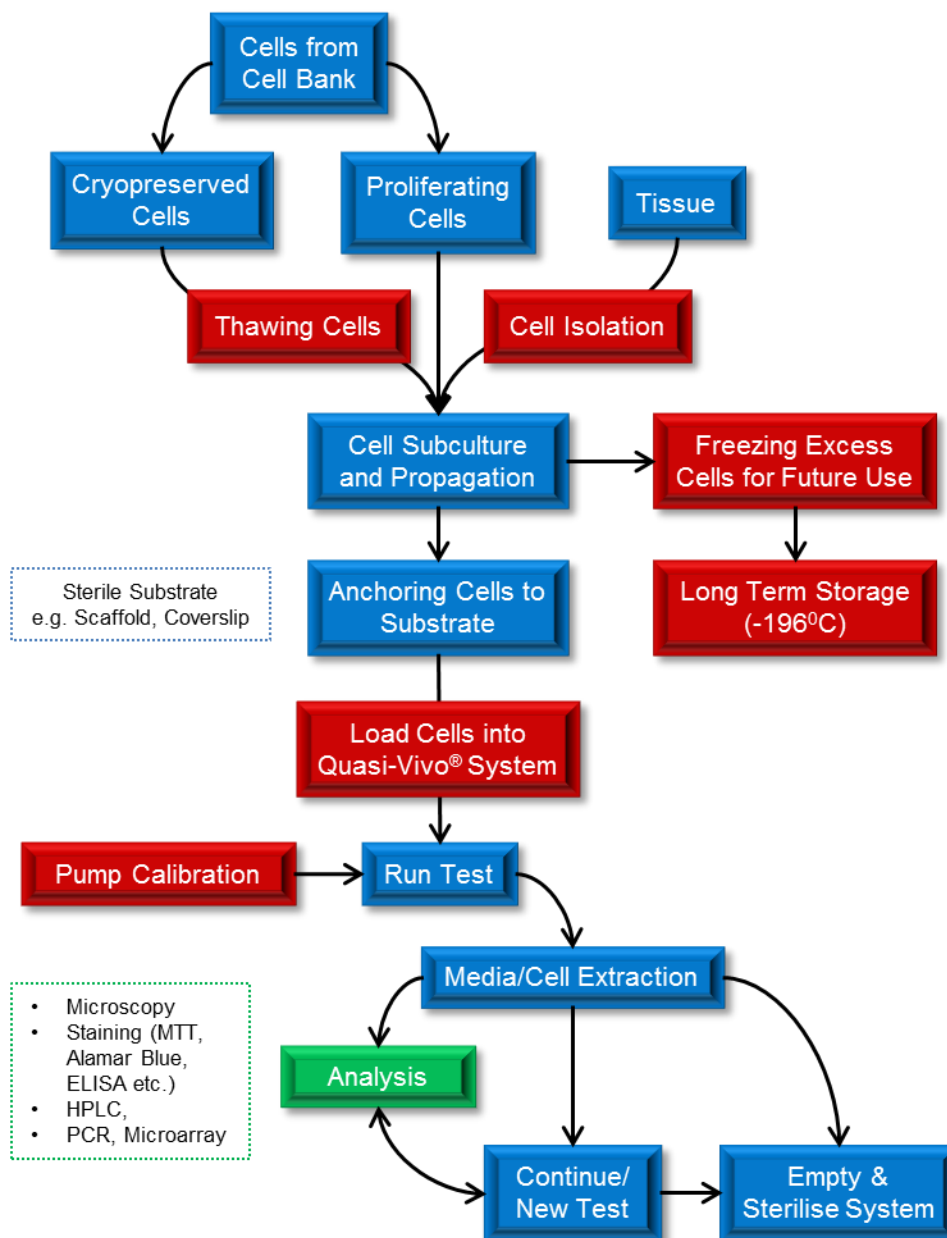 Cells from
Cell Bank
Cryopreserved
Cells
Proliferating
Cells
Tissue
Thawing Cells
Cell Isolation
Cell Subculture
and Propagation
Freezing Excess
Cells for Future Use
Sterile Substrate
e.g. Scaffold, Coverslip
Anchoring Cells to
Substrate
Long Term Storage
(-196⁰C)
Load Cells into
Quasi-Vivo® System
Pump Calibration
Run Test
Media/Cell Extraction
• Microscopy
• Staining (MTT,
Alamar Blue,
ELISA etc.)
• HPLC,
• PCR, Microarray
Analysis
Continue/
New Test
Empty &
Sterilise System